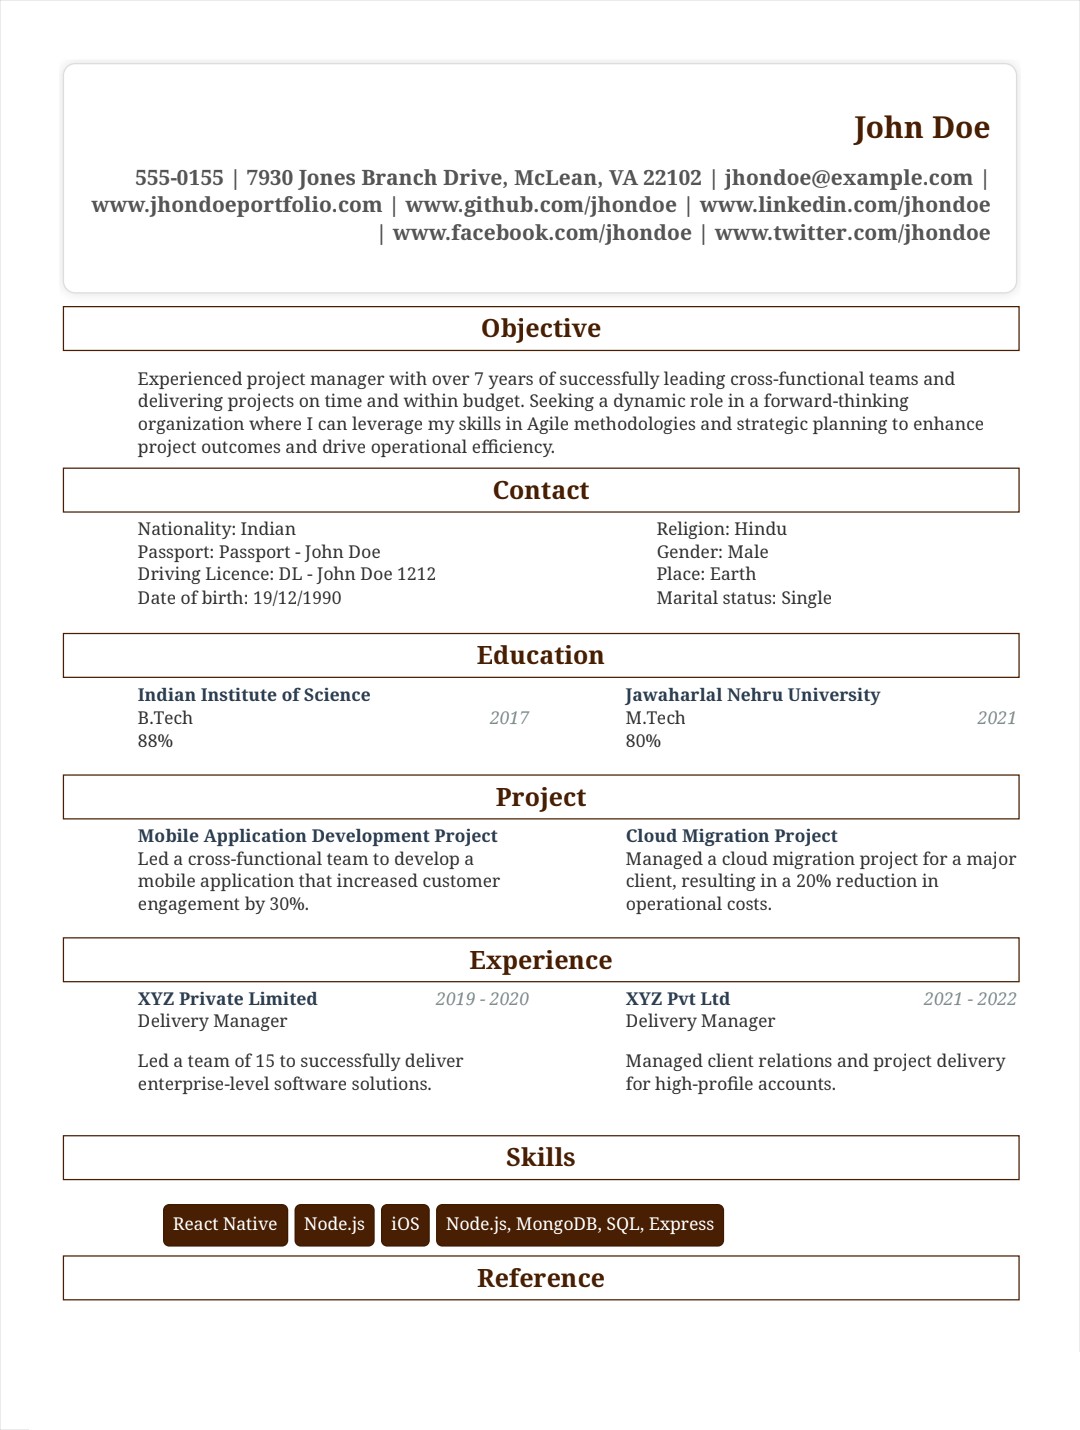 John Doe
555-0155 | 7930 Jones Branch Drive, McLean, VA 22102 | jhondoe@example.com |
www.jhondoeportfolio.com | www.github.com/jhondoe | www.linkedin.com/jhondoe
| www.facebook.com/jhondoe | www.twitter.com/jhondoe
Objective
Experienced project manager with over 7 years of successfully leading cross-functional teams and
delivering projects on time and within budget. Seeking a dynamic role in a forward-thinking
organization where I can leverage my skills in Agile methodologies and strategic planning to enhance
project outcomes and drive operational efficiency.
Contact
Nationality: Indian
Passport: Passport - John Doe
Driving Licence: DL - John Doe 1212
Date of birth: 19/12/1990
Religion: Hindu
Gender: Male
Place: Earth
Marital status: Single
Education
Indian Institute of Science
B.Tech 2017
88%
Jawaharlal Nehru University
M.Tech 2021
80%
Project
Mobile Application Development Project
Led a cross-functional team to develop a
mobile application that increased customer
engagement by 30%.
Cloud Migration Project
Managed a cloud migration project for a major
client, resulting in a 20% reduction in
operational costs.
Experience
XYZ Private Limited 2019 - 2020
Delivery Manager
Led a team of 15 to successfully deliver
enterprise-level software solutions.
XYZ Pvt Ltd 2021 - 2022
Delivery Manager
Managed client relations and project delivery
for high-profile accounts.
Skills
React Native Node.js iOS Node.js, MongoDB, SQL, Express
Reference